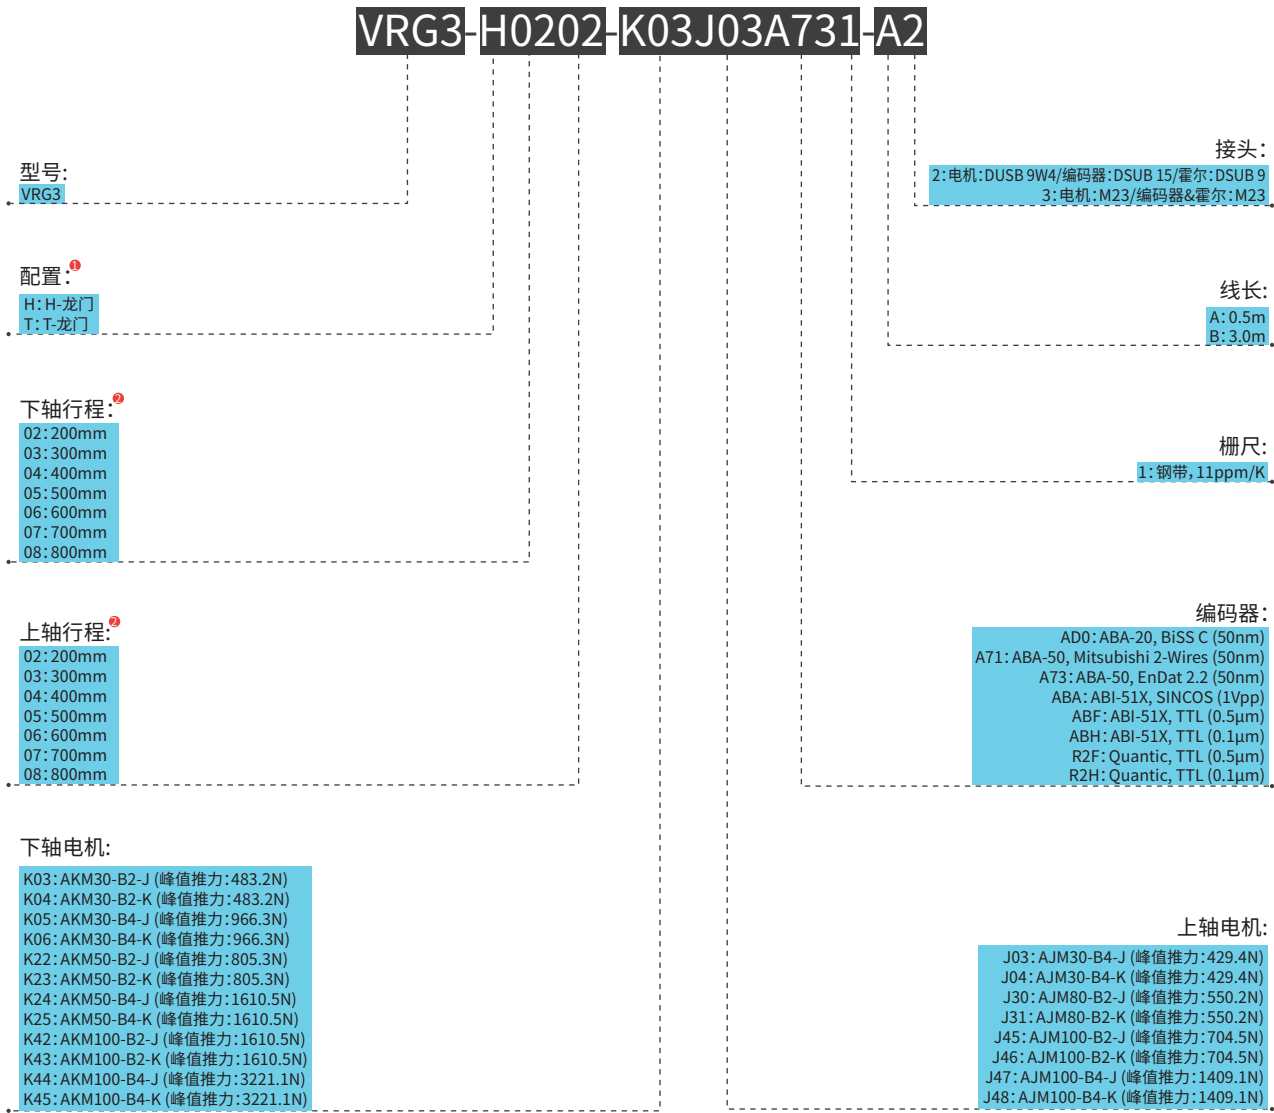 VRG3-H0202-K03J03A731-A2
型号:
VRG3
配置：❶
H：H-龙门
T：T-龙门
下轴行程：❷
02：200mm
03：300mm
04：400mm
05：500mm
06：600mm
07：700mm
08：800mm
上轴行程:❷
02：200mm
03：300mm
04：400mm
05：500mm
06：600mm
07：700mm
08：800mm
下轴电机:
K03：AKM30-B2-J (峰值推力：483.2N)
K04：AKM30-B2-K (峰值推力：483.2N)
K05：AKM30-B4-J (峰值推力：966.3N)
K06：AKM30-B4-K (峰值推力：966.3N)
K22：AKM50-B2-J (峰值推力：805.3N)
K23：AKM50-B2-K (峰值推力：805.3N)
K24：AKM50-B4-J (峰值推力：1610.5N)
K25：AKM50-B4-K (峰值推力：1610.5N)
K42：AKM100-B2-J (峰值推力：1610.5N)
K43：AKM100-B2-K (峰值推力：1610.5N)
K44：AKM100-B4-J (峰值推力：3221.1N)
K45：AKM100-B4-K (峰值推力：3221.1N)
接头：
2：电机：DUSB 9W4/编码器：DSUB 15/霍尔：DSUB 9
3：电机：M23/编码器&霍尔：M23
线长:
A：0.5m
B：3.0m
栅尺:
1：钢带，11ppm/K
编码器：
AD0：ABA-20, BiSS C (50nm)
A71：ABA-50, Mitsubishi 2-Wires (50nm)
A73：ABA-50, EnDat 2.2 (50nm)
ABA：ABI-51X, SINCOS (1Vpp)
ABF：ABI-51X, TTL (0.5μm)
ABH：ABI-51X, TTL (0.1μm)
R2F：Quantic, TTL (0.5μm)
R2H：Quantic, TTL (0.1μm)
上轴电机:
J03：AJM30-B4-J (峰值推力：429.4N)
J04：AJM30-B4-K (峰值推力：429.4N)
J30：AJM80-B2-J (峰值推力：550.2N)
J31：AJM80-B2-K (峰值推力：550.2N)
J45：AJM100-B2-J (峰值推力：704.5N)
J46：AJM100-B2-K (峰值推力：704.5N)
J47：AJM100-B4-J (峰值推力：1409.1N)
J48：AJM100-B4-K (峰值推力：1409.1N)